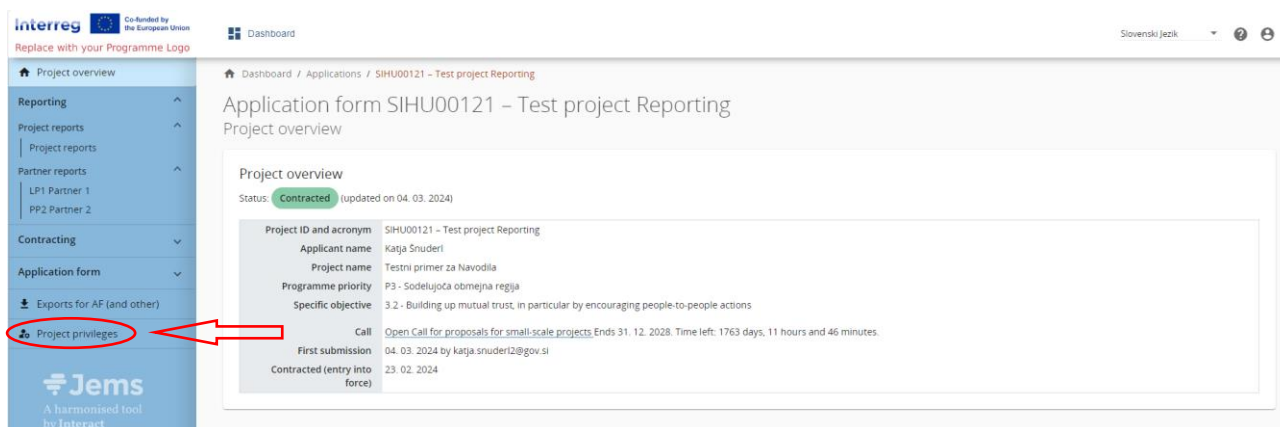 Interreg
Co-funded by
the European Union
Replace with your Programme Logo
Dashboard
Slovenski Jezik
Project overview
Reporting
Project reports
Project reports
Partner reports
LP1 Partner 1
PP2 Partner 2
Contracting
Application form
Exports for AF (and other)
Project privileges
Jems
A harmonised tool
by Interact
Dashboard / Applications / SIHU00121 – Test project Reporting
Application form SIHU00121 – Test project Reporting
Project overview
Project overview
Status: Contracted (updated on 04. 03. 2024)
Project ID and acronym SIHU00121 – Test project Reporting
Applicant name Katja Šnuderl
Project name Testni primer za Navodila
Programme priority P3 - Sodelujoča obmejna regija
Specific objective 3.2 - Building up mutual trust, in particular by encouraging people-to-people actions
Call Open Call for proposals for small-scale projects Ends 31. 12. 2028. Time left: 1763 days, 11 hours and 46 minutes.
First submission 04. 03. 2024 by katja.snuderl2@gov.si
Contracted (entry into force) 23. 02. 2024